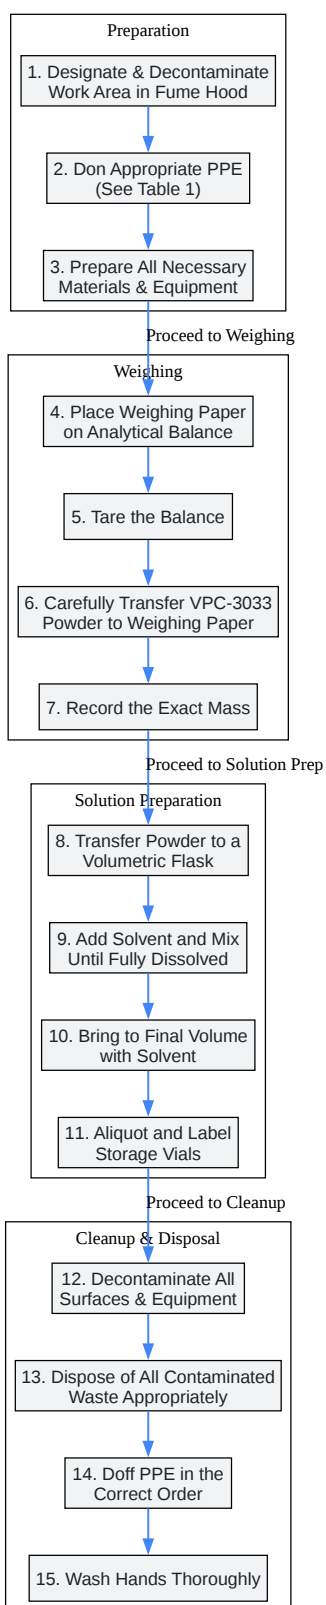 Preparation
1. Designate & Decontaminate
Work Area in Fume Hood
2. Don Appropriate PPE
(See Table 1)
3. Prepare All Necessary
Materials & Equipment
Proceed to Weighing
Weighing
4. Place Weighing Paper
on Analytical Balance
5. Tare the Balance
6. Carefully Transfer VPC-3033
Powder to Weighing Paper
7. Record the Exact Mass
Proceed to Solution Prep
Solution Preparation
8. Transfer Powder to a
Volumetric Flask
9. Add Solvent and Mix
Until Fully Dissolved
10. Bring to Final Volume
with Solvent
11. Aliquot and Label
Storage Vials
Proceed to Cleanup
Cleanup & Disposal
12. Decontaminate All
Surfaces & Equipment
13. Dispose of All Contaminated
Waste Appropriately
14. Doff PPE in the
Correct Order
15. Wash Hands Thoroughly